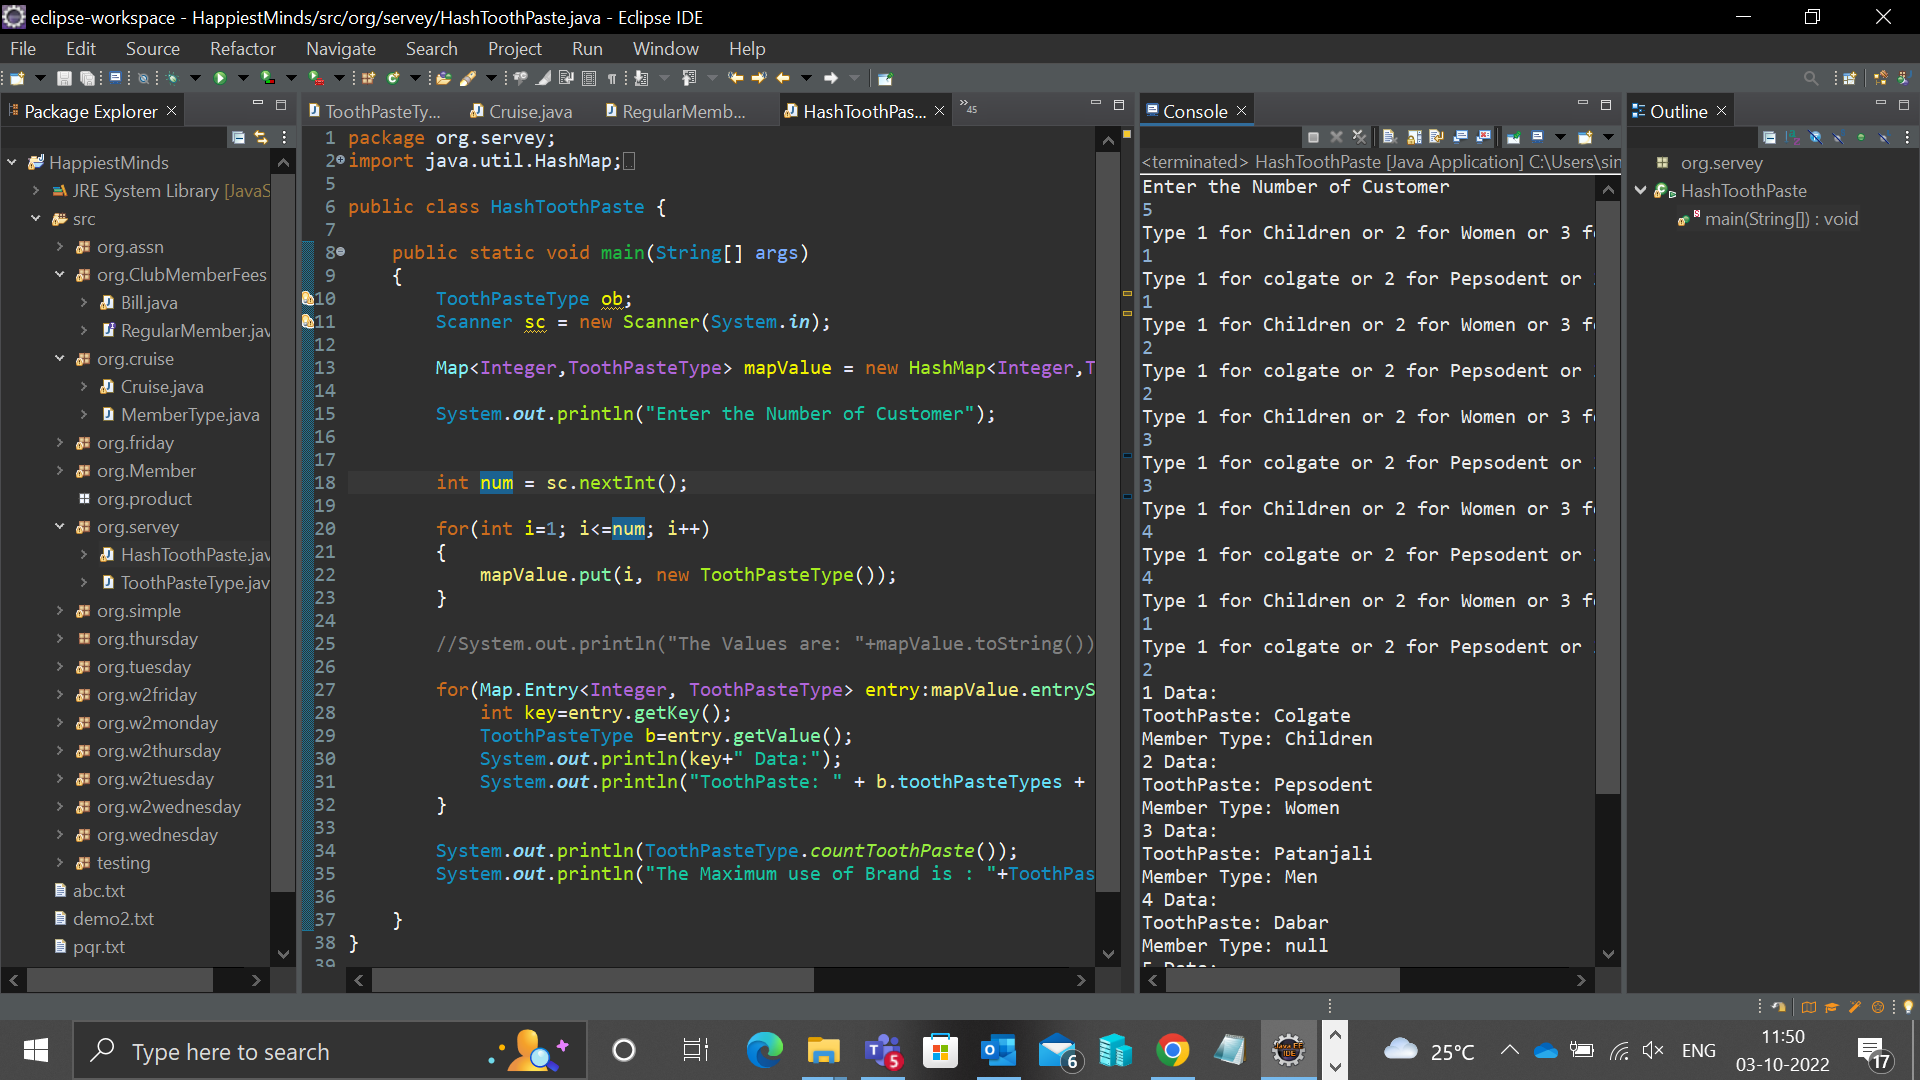 eclipse-workspace - HappiestMinds/src/org/servey/HashToothPaste.java - Eclipse IDE
File Edit Source Refactor Navigate Search Project Run Window Help
Package Explorer
HappiestMinds
JRE System Library [JavaS
src
org.assn
org.ClubMemberFees
Bill.java
RegularMember.jav
org.cruise
Cruise.java
MemberType.java
org.friday
org.Member
org.product
org.servey
HashToothPaste.jav
ToothPasteType.jav
org.simple
org.thursday
org.tuesday
org.w2friday
org.w2monday
org.w2thursday
org.w2tuesday
org.w2wednesday
org.wednesday
testing
abc.txt
demo2.txt
pqr.txt
ToothPasteTy... Cruise.java RegularMemb... HashToothPas... »45
1 package org.servey;
2 import java.util.HashMap;
5
6 public class HashToothPaste {
7
8 public static void main(String[] args)
9 {
10 ToothPasteType ob;
11 Scanner sc = new Scanner(System.in);
12
13 Map<Integer,ToothPasteType> mapValue = new HashMap<Integer,T
14
15 System.out.println("Enter the Number of Customer");
16
17
18 int num = sc.nextInt();
19
20 for(int i=1; i<=num; i++)
21 {
22 mapValue.put(i, new ToothPasteType());
23 }
24
25 //System.out.println("The Values are: "+mapValue.toString())
26
27 for(Map.Entry<Integer, ToothPasteType> entry:mapValue.entryS
28 int key=entry.getKey();
29 ToothPasteType b=entry.getValue();
30 System.out.println(key+" Data:");
31 System.out.println("ToothPaste: " + b.toothPasteTypes +
32 }
33
34 System.out.println(ToothPasteType.countToothPaste());
35 System.out.println("The Maximum use of Brand is : "+ToothPas
36
37 }
38 }
39
Console
<terminated> HashToothPaste [Java Application] C:\Users\sin
Enter the Number of Customer
5
Type 1 for Children or 2 for Women or 3 f
1
Type 1 for colgate or 2 for Pepsodent or
1
Type 1 for Children or 2 for Women or 3 f
2
Type 1 for colgate or 2 for Pepsodent or
2
Type 1 for Children or 2 for Women or 3 f
3
Type 1 for colgate or 2 for Pepsodent or
3
Type 1 for Children or 2 for Women or 3 f
4
Type 1 for colgate or 2 for Pepsodent or
4
Type 1 for Children or 2 for Women or 3 f
1
Type 1 for colgate or 2 for Pepsodent or
2
1 Data:
ToothPaste: Colgate
Member Type: Children
2 Data:
ToothPaste: Pepsodent
Member Type: Women
3 Data:
ToothPaste: Patanjali
Member Type: Men
4 Data:
ToothPaste: Dabar
Member Type: null
5 Data:
Outline
org.servey
HashToothPaste
main(String[]) : void
Type here to search
5
6
25°C
ENG
11:50
03-10-2022
17